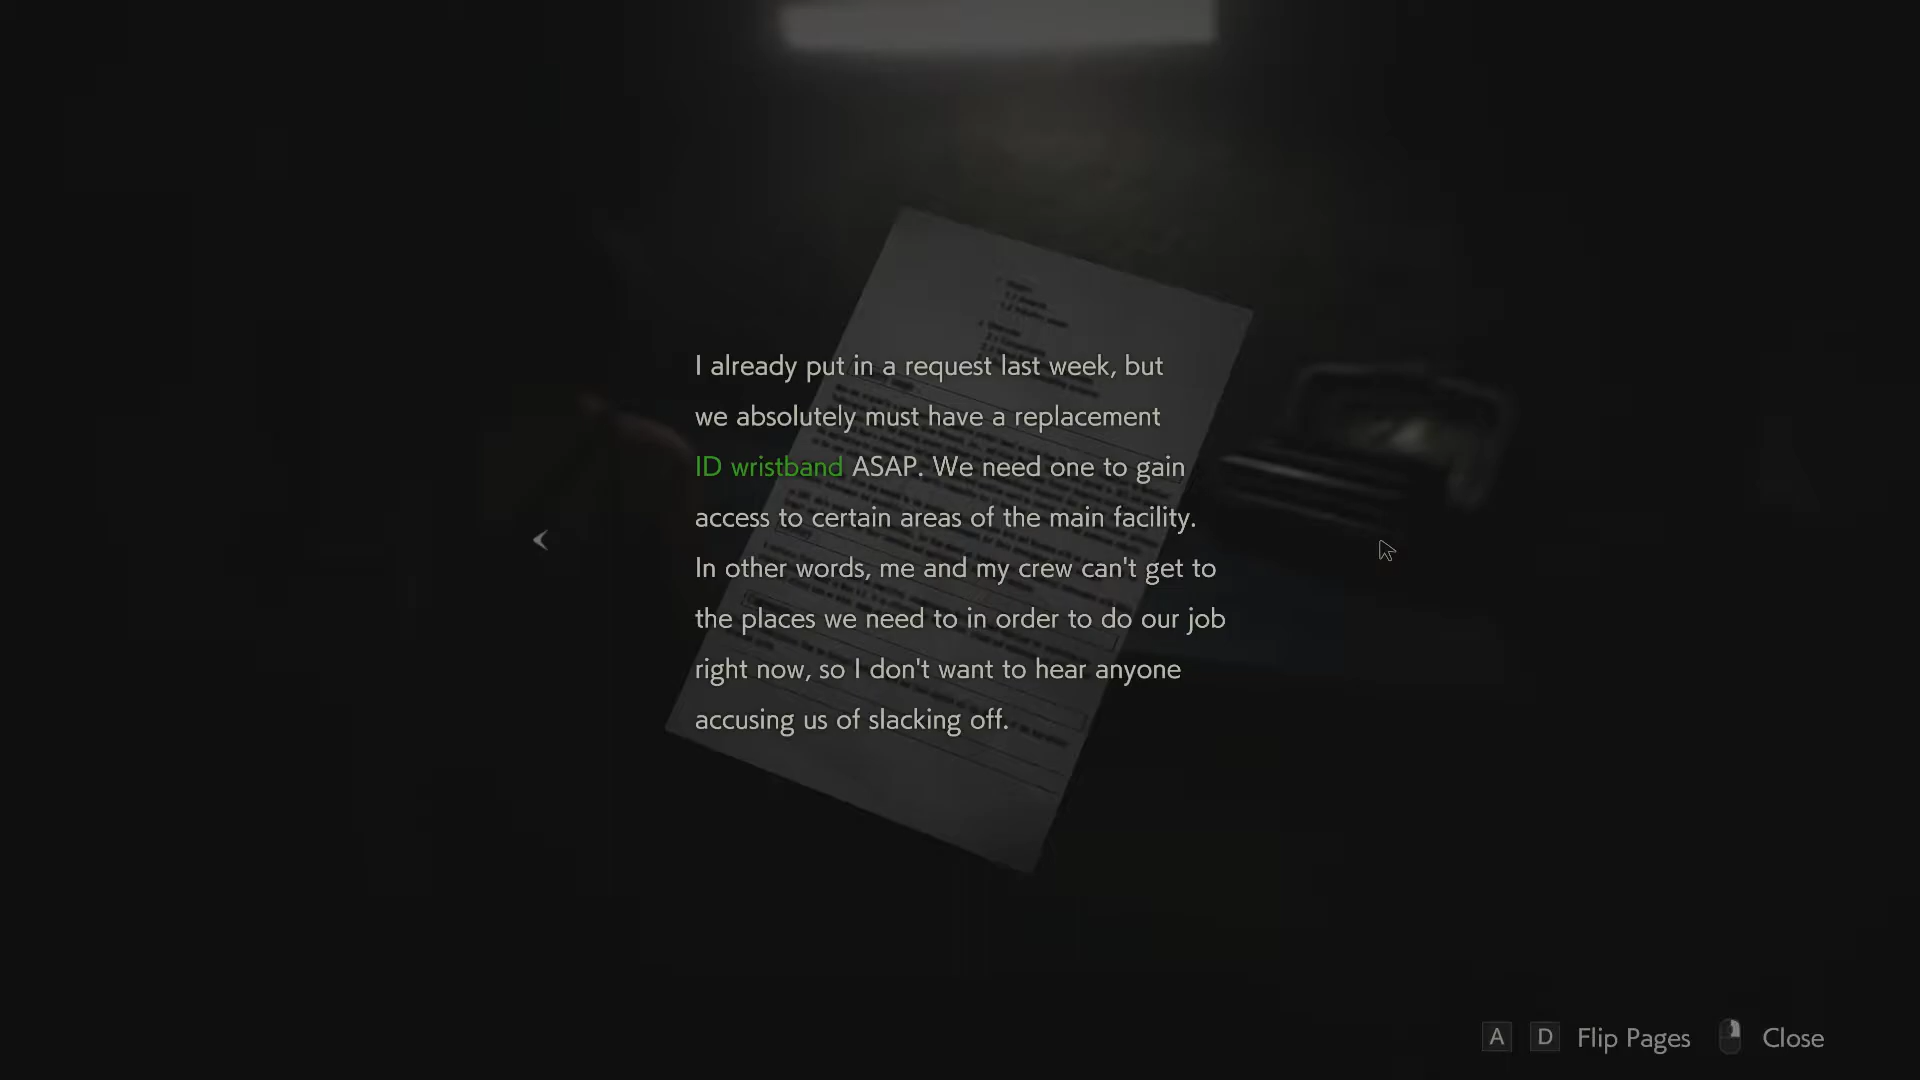 I already put in a request last week, but
we absolutely must have a replacement
ID wristband ASAP. We need one to gain
access to certain areas of the main facility.
In other words, me and my crew can't get to
the places we need to in order to do our job
right now, so I don't want to hear anyone
accusing us of slacking off.
A D Flip Pages Close